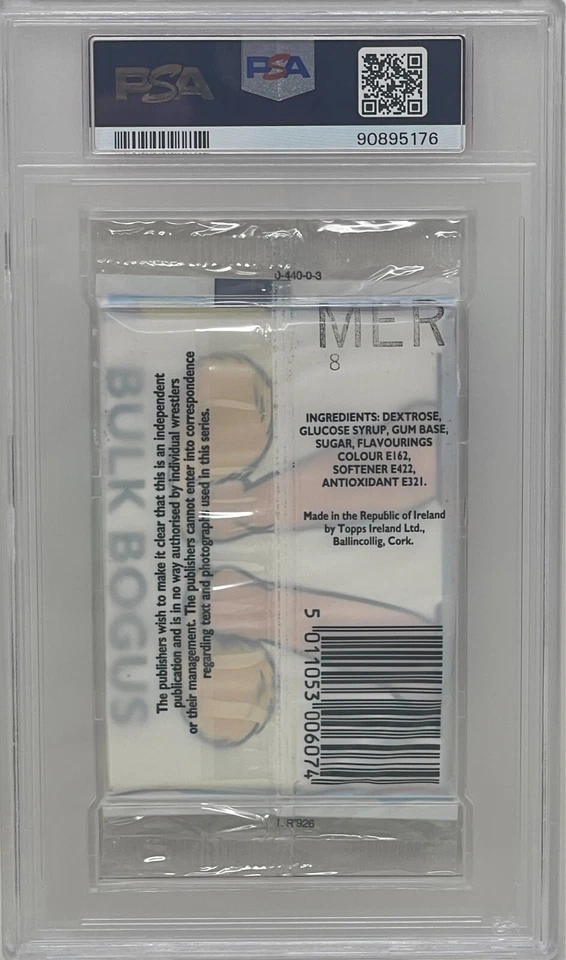 PSA
PSA
90895176
0-440-0-3
MER
8
INGREDIENTS: DEXTROSE,
GLUCOSE SYRUP, GUM BASE,
SUGAR, FLAVOURINGS
COLOUR E162,
SOFTENER E422,
ANTIOXIDANT E321.
Made in the Republic of Ireland
by Topps Ireland Ltd.,
Ballincollig, Cork.
5 011053 006074
The publishers wish to make it clear that this is an independent
publication and is in no way authorised by individual wrestlers
or their management. The publishers cannot enter into correspondence
regarding text and photographs used in this series.
BULK BOGUS